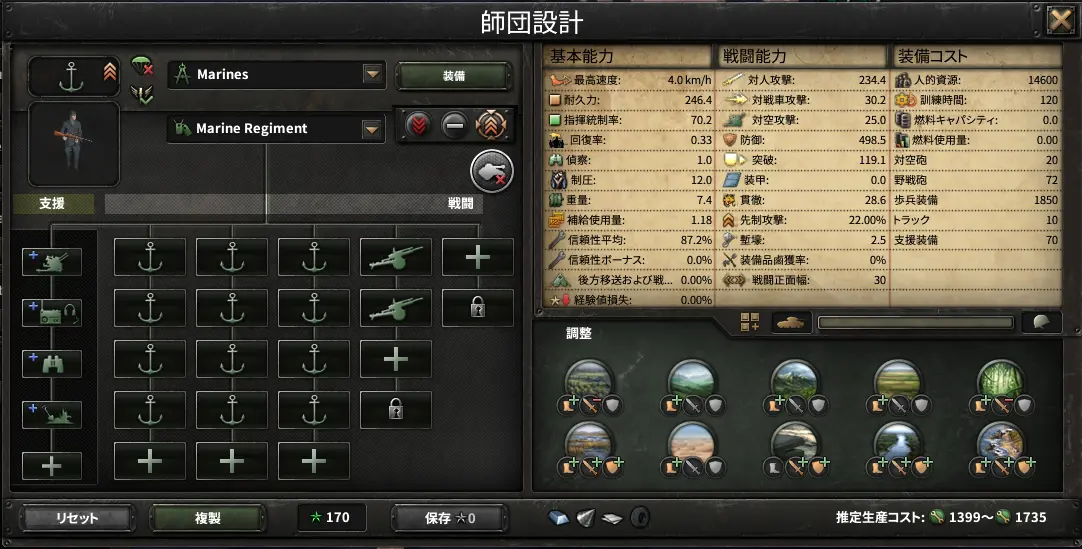 師団設計
Marines
装備
Marine Regiment
支援
戦闘
リセット
複製
170
保存 0
基本能力
最高速度: 4.0 km/h
耐久力: 246.4
指揮統制率: 70.2
回復率: 0.33
偵察: 1.0
制圧: 12.0
重量: 7.4
補給使用量: 1.18
信頼性平均: 87.2%
信頼性ボーナス: 0.0%
後方移送および戦... 0.00%
経験値損失: 0.00%
戦闘能力
対人攻撃: 234.4
対戦車攻撃: 30.2
対空攻撃: 25.0
防御: 498.5
突破: 119.1
装甲: 0.0
貫徹: 28.6
先制攻撃: 22.00%
塹壕: 2.5
装備品鹵獲率: 0%
戦闘正面幅: 30
装備コスト
人的資源: 14600
訓練時間: 120
燃料キャパシティ: 0.0
燃料使用量: 0.00
対空砲 20
野戦砲 72
歩兵装備 1850
トラック 10
支援装備 70
調整
推定生産コスト: 1399～ 1735